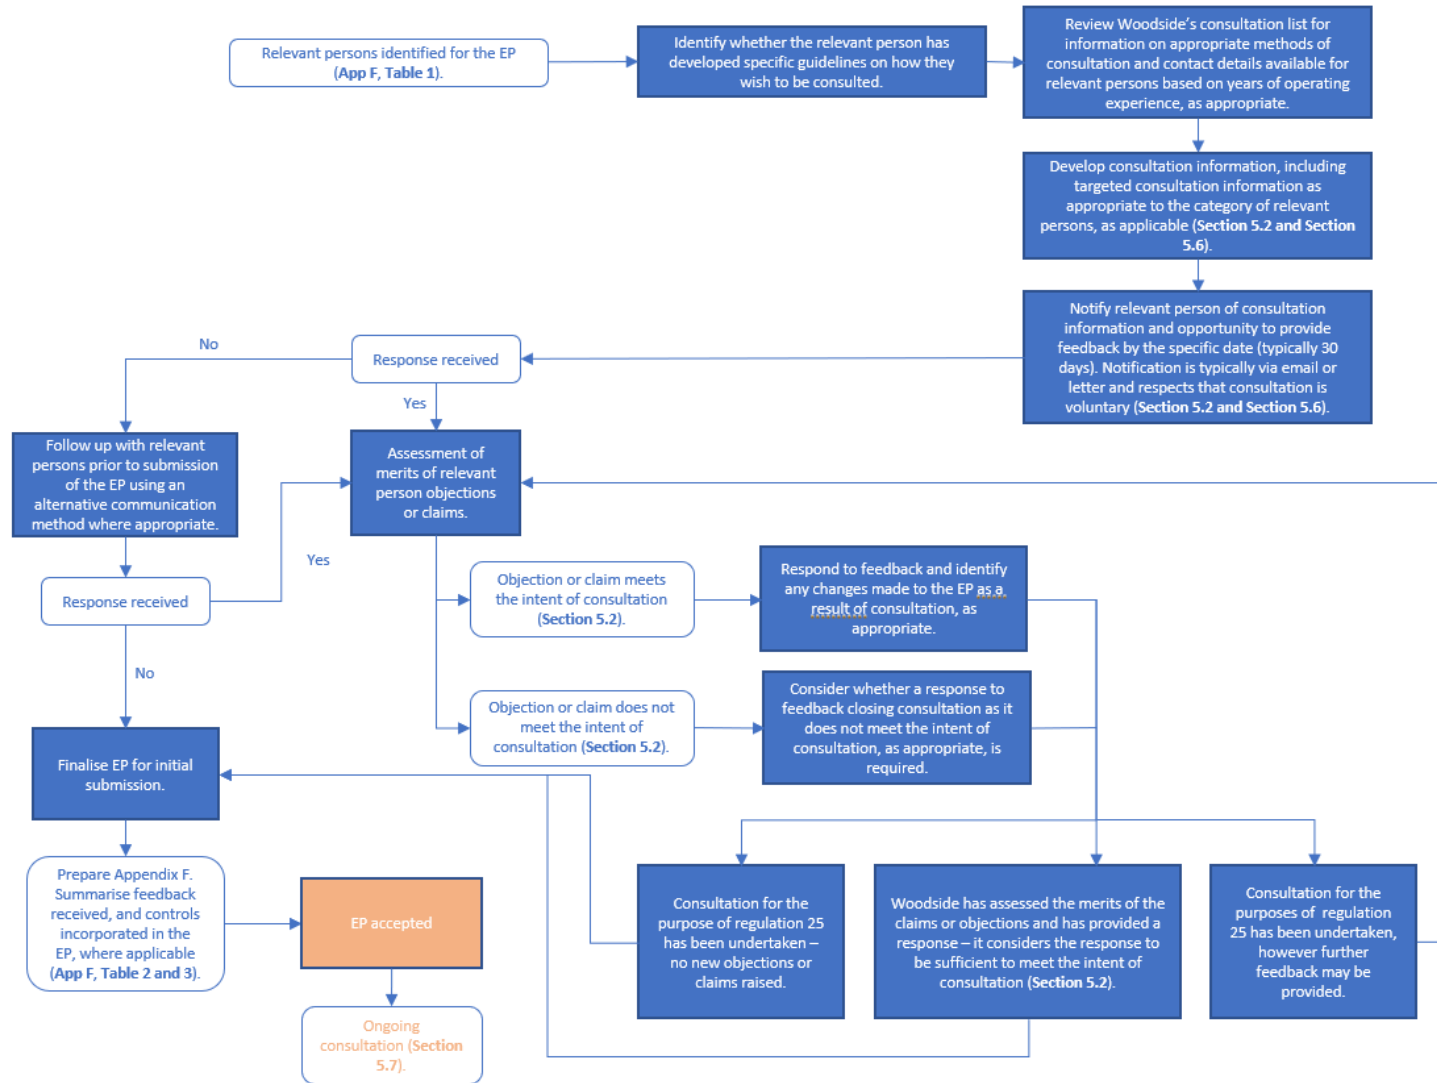 Relevant persons identified for the EP
(App F, Table 1).
Identify whether the relevant person has
developed specific guidelines on how they
wish to be consulted.
Review Woodside's consultation list for
information on appropriate methods of
consultation and contact details available for
relevant persons based on years of operating
experience, as appropriate.
Develop consultation information, including
targeted consultation information as
appropriate to the category of relevant
persons, as applicable (Section 5.2 and Section
5.6).
Notify relevant person of consultation
information and opportunity to provide
feedback by the specific date (typically 30
days). Notification is typically via email or
letter and respects that consultation is
voluntary (Section 5.2 and Section 5.6).
Response received
No
Yes
Follow up with relevant
persons prior to submission
of the EP using an
alternative communication
method where appropriate.
Assessment of
merits of relevant
person objections
or claims.
Response received
Yes
No
Objection or claim meets
the intent of consultation
(Section 5.2).
Respond to feedback and identify
any changes made to the EP as a
result of consultation, as
appropriate.
Objection or claim does not
meet the intent of
consultation (Section 5.2).
Consider whether a response to
feedback closing consultation as it
does not meet the intent of
consultation, as appropriate, is
required.
Finalise EP for initial
submission.
Prepare Appendix F.
Summarise feedback
received, and controls
incorporated in the
EP, where applicable
(App F, Table 2 and 3).
EP accepted
Ongoing
consultation (Section
5.7).
Consultation for the
purpose of regulation 25
has been undertaken –
no new objections or
claims raised.
Woodside has assessed the merits of the
claims or objections and has provided a
response – it considers the response to
be sufficient to meet the intent of
consultation (Section 5.2).
Consultation for the
purposes of regulation
25 has been undertaken,
however further
feedback may be
provided.